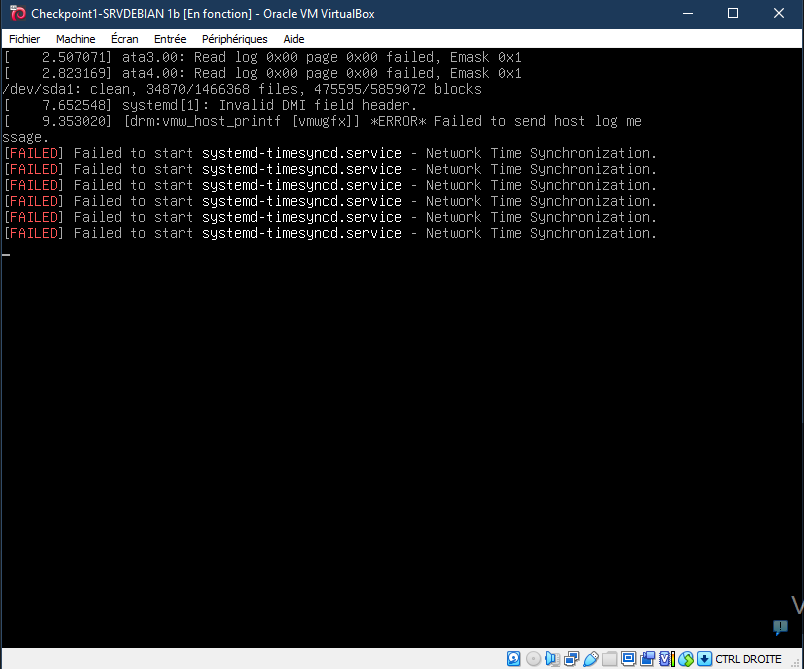 Checkpoint1-SRVDEBIAN 1b [En fonction] - Oracle VM VirtualBox
Fichier Machine Écran Entrée Périphériques Aide
[    2.507071] ata3.00: Read log 0x00 page 0x00 failed, Emask 0x1
[    2.823169] ata4.00: Read log 0x00 page 0x00 failed, Emask 0x1
/dev/sda1: clean, 34870/1466368 files, 475595/5859072 blocks
[    7.652548] systemd[1]: Invalid DMI field header.
[    9.353020] [drm:vmw_host_printf [vmwgfx]] *ERROR* Failed to send host log me
ssage.
[FAILED] Failed to start systemd-timesyncd.service - Network Time Synchronization.
[FAILED] Failed to start systemd-timesyncd.service - Network Time Synchronization.
[FAILED] Failed to start systemd-timesyncd.service - Network Time Synchronization.
[FAILED] Failed to start systemd-timesyncd.service - Network Time Synchronization.
[FAILED] Failed to start systemd-timesyncd.service - Network Time Synchronization.
[FAILED] Failed to start systemd-timesyncd.service - Network Time Synchronization.
V
CTRL DROITE